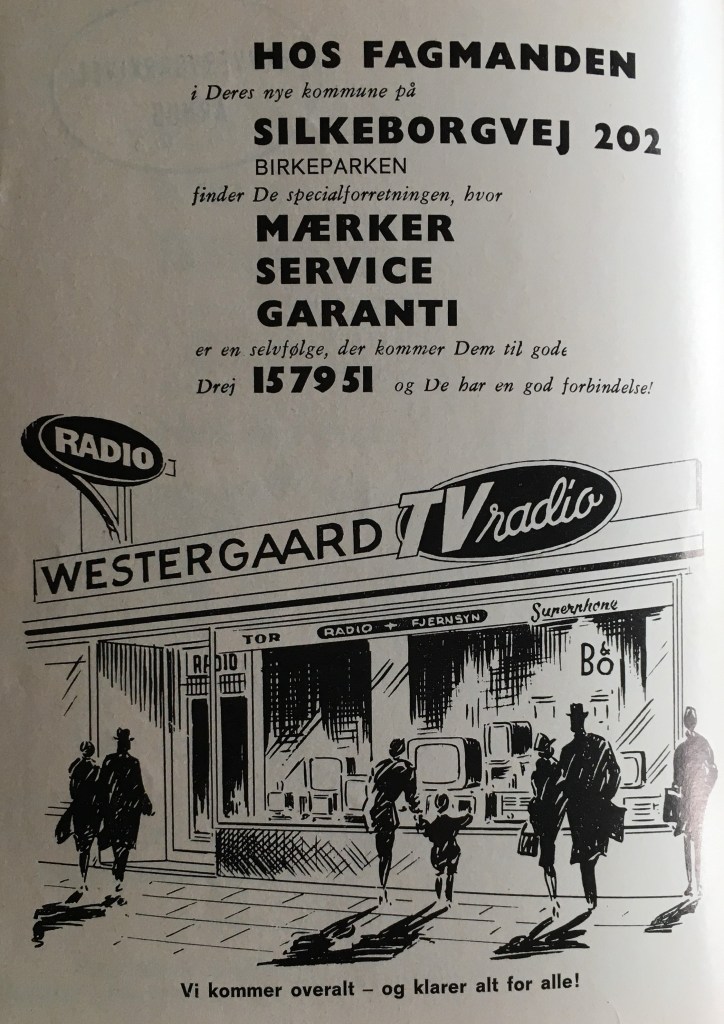 HOS FAGMANDEN
i Deres nye kommune på
SILKEBORGVEJ 202
BIRKEPARKEN
finder De specialforretningen, hvor
MÆRKER
SERVICE
GARANTI
er en selvfølge, der kommer Dem til gode
Drej 157951 og De har en god forbindelse!
RADIO
WESTERGAARD TV radio
TOR RADIO + FJERNSYN Superphone
RADIO
B&O
Vi kommer overalt – og klarer alt for alle!